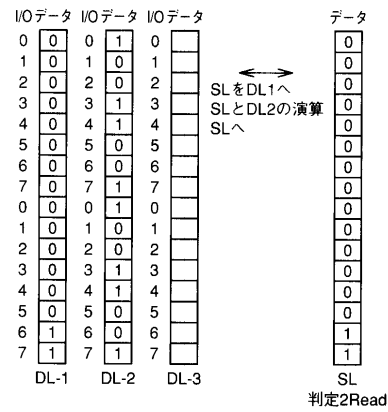 I/O データ I/O データ I/O データ データ
0 0 0 1 0 0
1 0 1 0 1 0
2 0 2 0 2 0
3 0 3 1 3 0
4 0 4 1 4 0
5 0 5 0 5 0
6 0 6 0 6 0
7 0 7 1 7 0
0 0 0 1 0 0
1 0 1 0 1 0
2 0 2 0 2 0
3 0 3 1 3 0
4 0 4 1 4 0
5 0 5 0 5 0
6 1 6 0 6 1
7 1 7 1 7 1
SLをDL1へ
SLとDL2の演算
SLへ
DL-1 DL-2 DL-3 SL
判定2Read